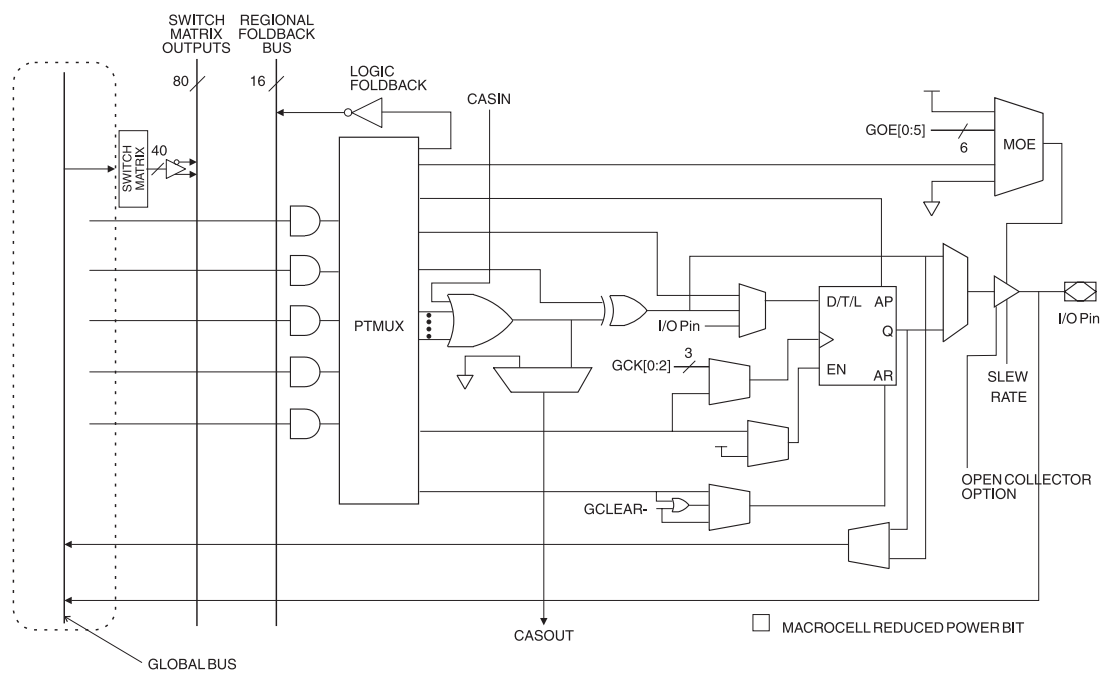 SWITCH
MATRIX
OUTPUTS
REGIONAL
FOLDBACK
BUS
80
16
LOGIC
FOLDBACK
CASIN
GOE[0:5]
6
MOE
SWITCH
MATRIX
40
PTMUX
I/O Pin
D/T/L AP
Q
EN
AR
I/O Pin
GCK[0:2]
3
SLEW
RATE
OPEN COLLECTOR
OPTION
GCLEAR-
CASOUT
MACROCELL REDUCED POWER BIT
GLOBAL BUS